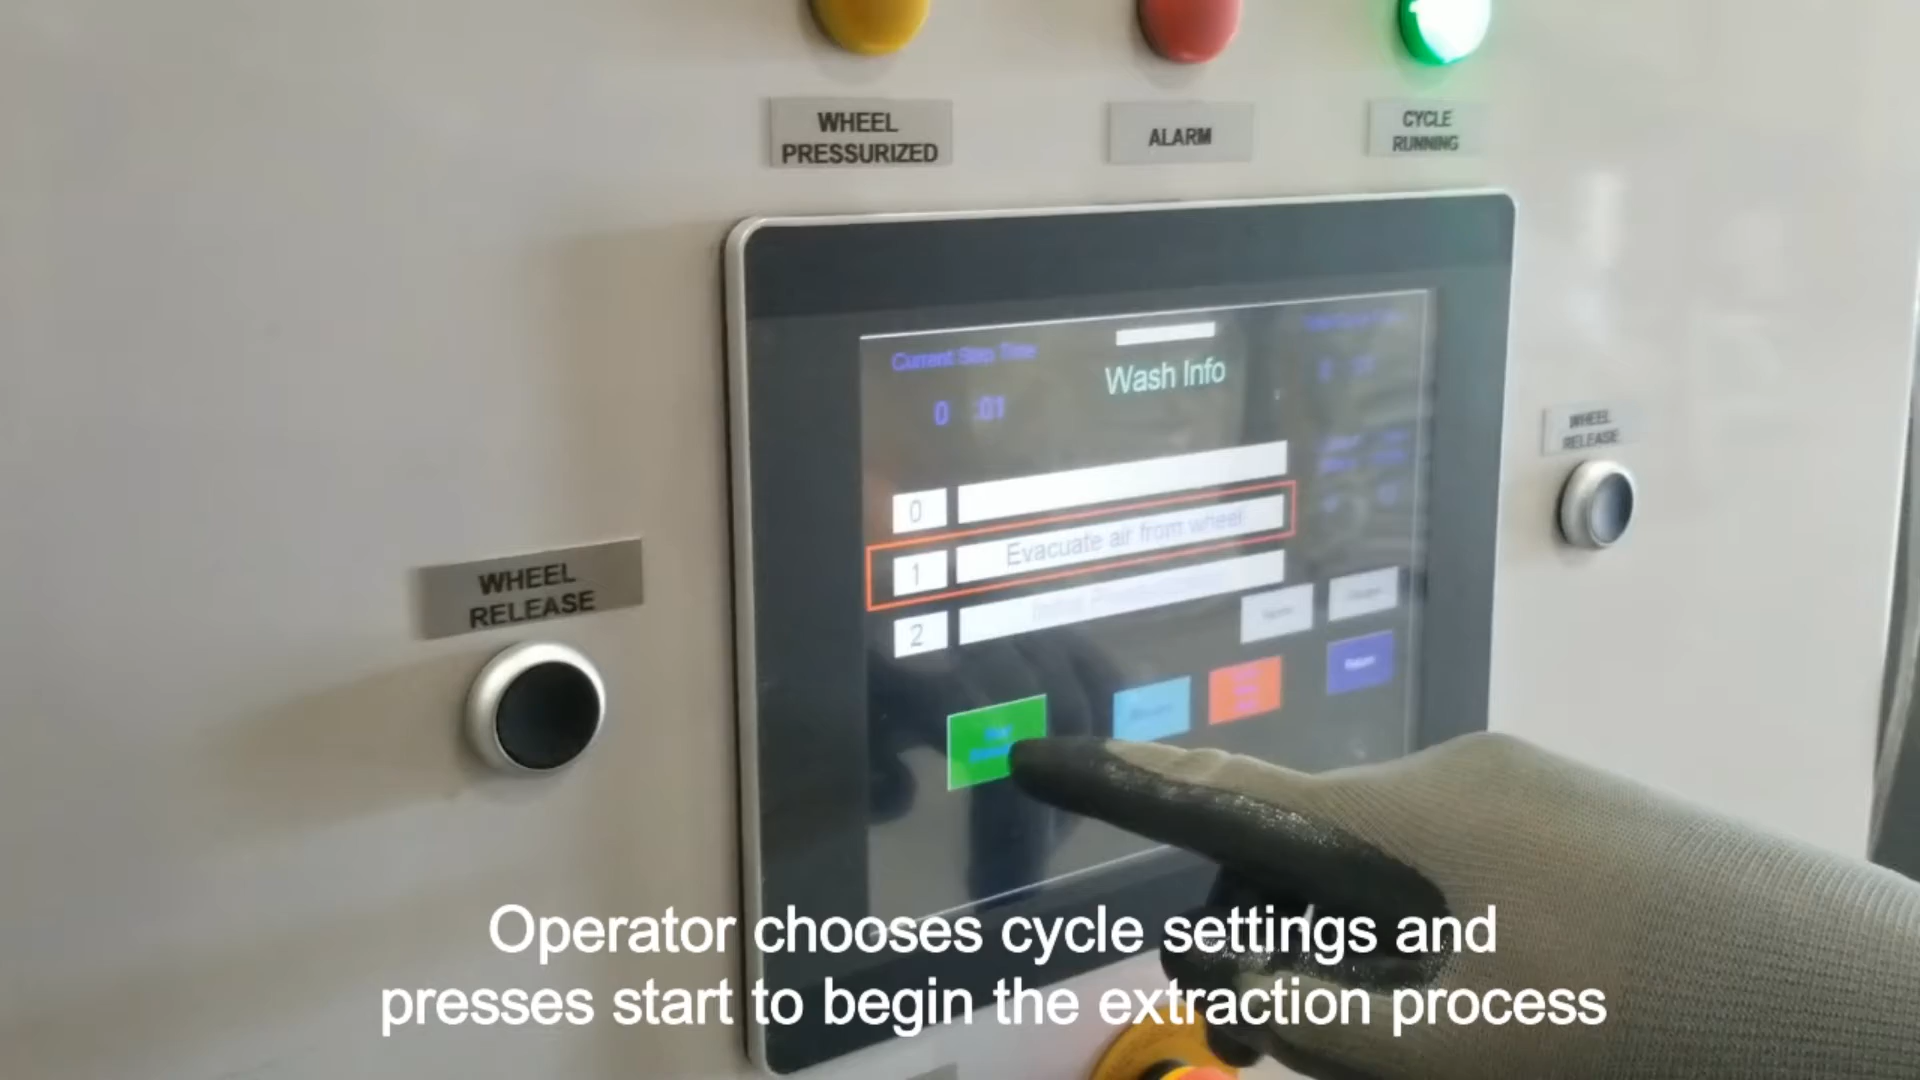 WHEEL
PRESSURIZED
ALARM
CYCLE
RUNNING
Current Step Time
Wash Info
0 :01
WHEEL
RELEASE
0
1 Evacuate air from wheel
2
WHEEL
RELEASE
Return
Operator chooses cycle settings and
presses start to begin the extraction process